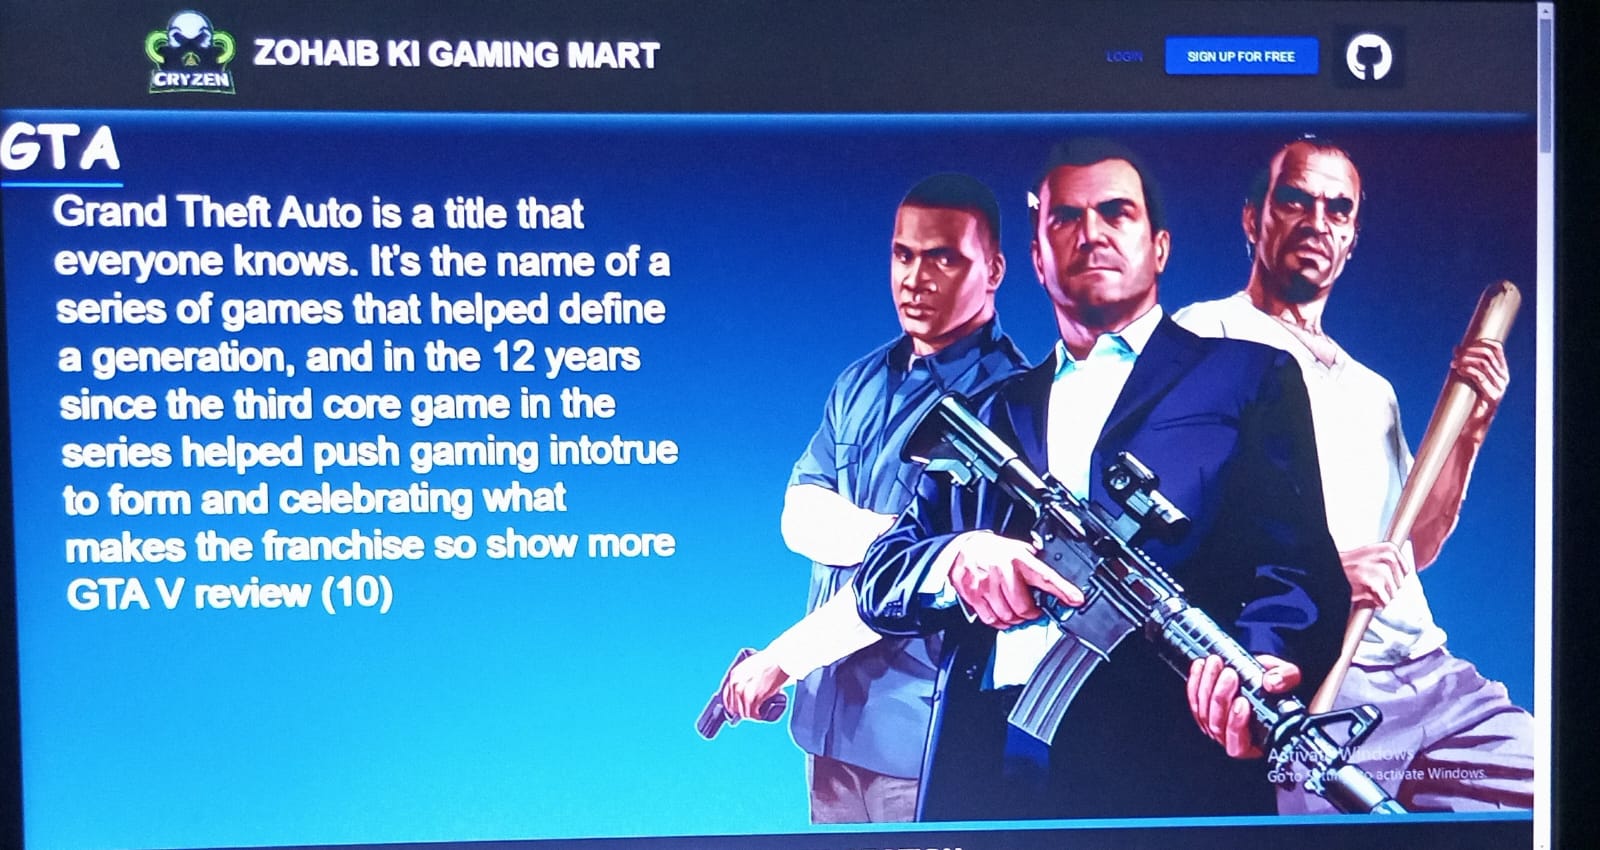 CRYZEN
ZOHAIB KI GAMING MART
LOGIN
SIGN UP FOR FREE
GTA
Grand Theft Auto is a title that
everyone knows. It's the name of a
series of games that helped define
a generation, and in the 12 years
since the third core game in the
series helped push gaming intotrue
to form and celebrating what
makes the franchise so show more
GTA V review (10)
Activate Windows
Go to Settings to activate Windows.